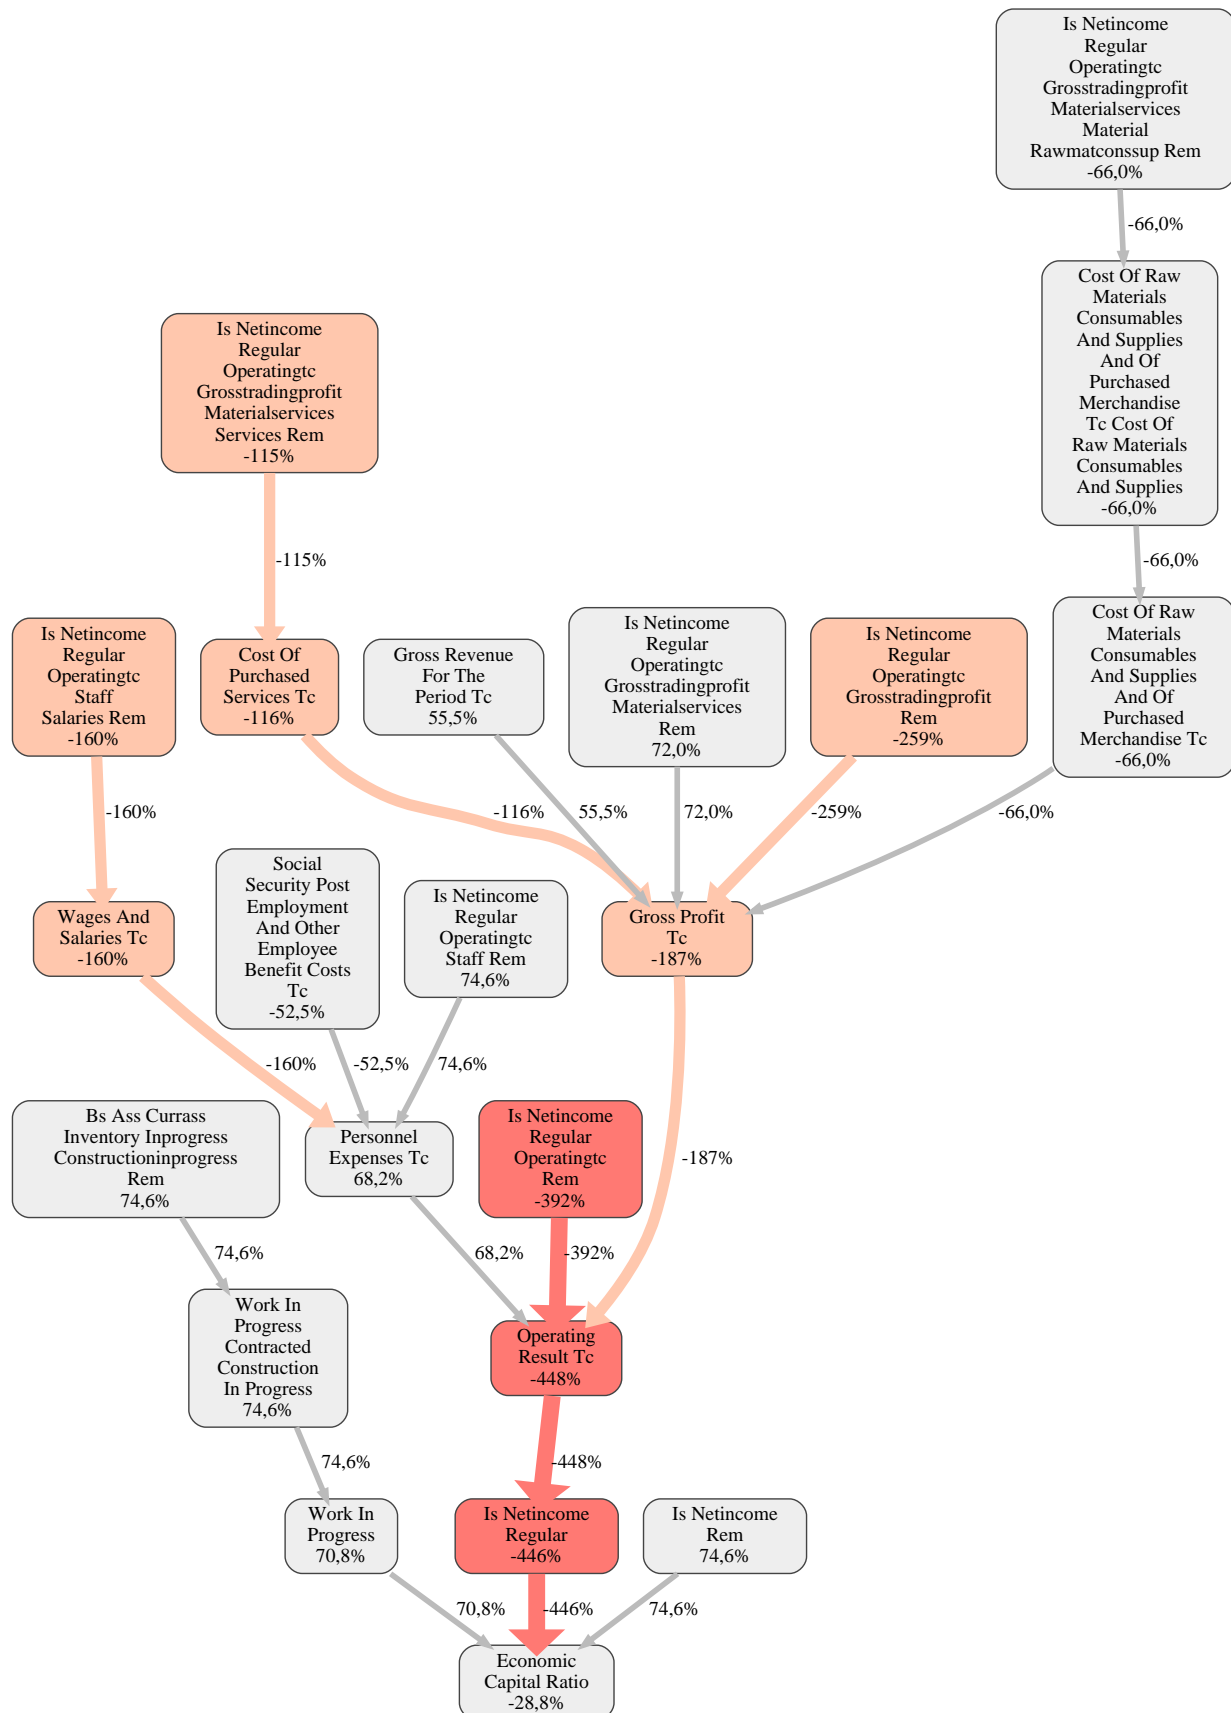 Is Netincome
Regular
Operatingtc
Grosstradingprofit
Materialservices
Material
Rawmatconssup Rem
-66,0%
-66,0%
Cost Of Raw
Materials
Consumables
And Supplies
And Of
Purchased
Merchandise
Tc Cost Of
Raw Materials
Consumables
And Supplies
-66,0%
Is Netincome
Regular
Operatingtc
Grosstradingprofit
Materialservices
Services Rem
-115%
-115%
-66,0%
Is Netincome
Regular
Operatingtc
Staff
Salaries Rem
-160%
Cost Of
Purchased
Services Tc
-116%
Gross Revenue
For The
Period Tc
55,5%
Is Netincome
Regular
Operatingtc
Grosstradingprofit
Materialservices
Rem
72,0%
Is Netincome
Regular
Operatingtc
Grosstradingprofit
Rem
-259%
Cost Of Raw
Materials
Consumables
And Supplies
And Of
Purchased
Merchandise Tc
-66,0%
-160%
-116%
55,5%
72,0%
-259%
-66,0%
Wages And
Salaries Tc
-160%
Social
Security Post
Employment
And Other
Employee
Benefit Costs
Tc
-52,5%
Is Netincome
Regular
Operatingtc
Staff Rem
74,6%
Gross Profit
Tc
-187%
-160%
-52,5%
74,6%
-187%
Bs Ass Currass
Inventory Inprogress
Constructioninprogress
Rem
74,6%
Personnel
Expenses Tc
68,2%
Is Netincome
Regular
Operatingtc
Rem
-392%
74,6%
68,2%
-392%
Work In
Progress
Contracted
Construction
In Progress
74,6%
Operating
Result Tc
-448%
74,6%
-448%
Work In
Progress
70,8%
Is Netincome
Regular
-446%
Is Netincome
Rem
74,6%
70,8%
-446%
74,6%
Economic
Capital Ratio
-28,8%